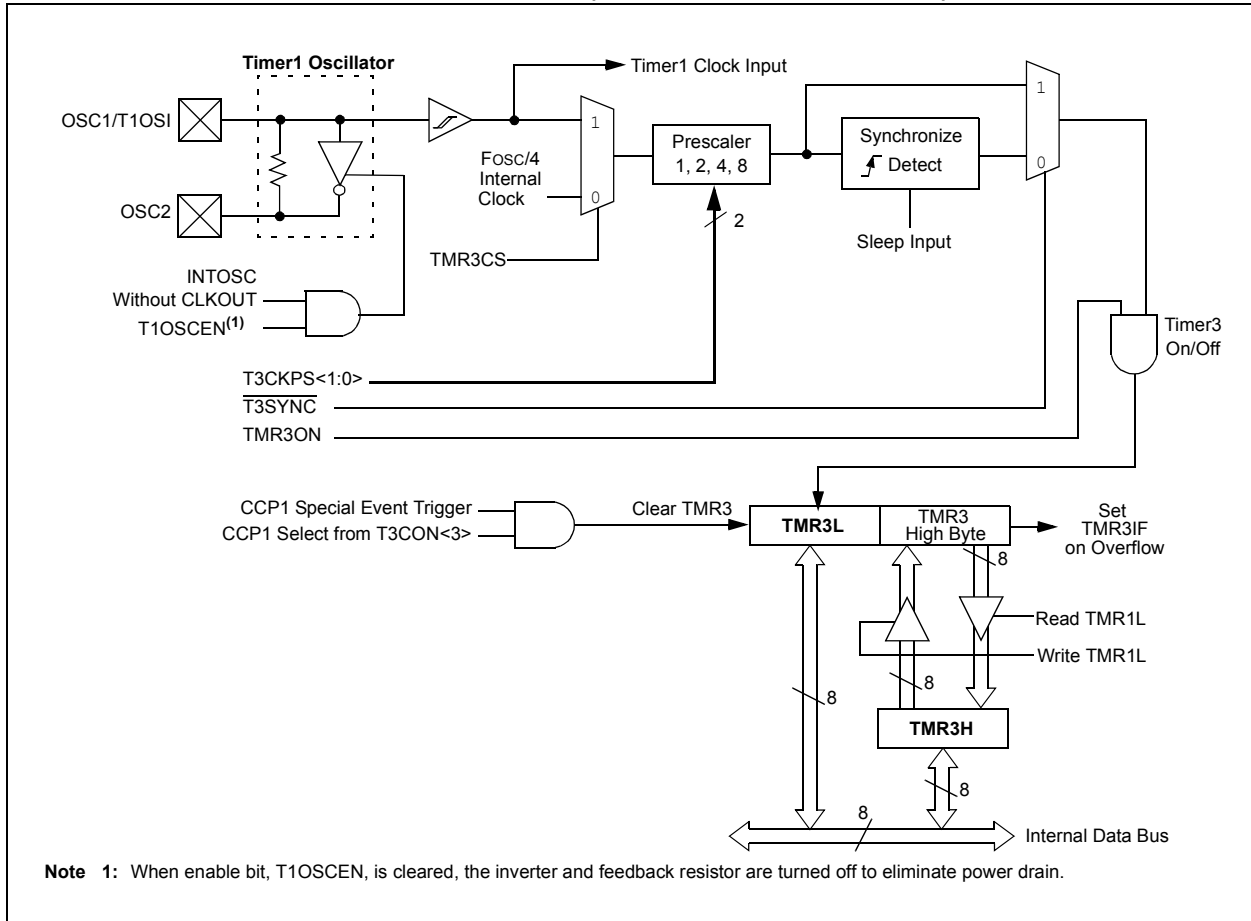 Timer1 Oscillator
Timer1 Clock Input
OSC1/T1OSI
1
1
FOSC/4
Internal
Clock
Prescaler
1, 2, 4, 8
Synchronize
Detect
0
0
OSC2
2
Sleep Input
TMR3CS
INTOSC
Without CLKOUT
T1OSCEN(1)
Timer3
On/Off
T3CKPS<1:0>
T3SYNC
TMR3ON
CCP1 Special Event Trigger
CCP1 Select from T3CON<3>
Clear TMR3
TMR3L
TMR3
High Byte
Set
TMR3IF
on Overflow
8
Read TMR1L
Write TMR1L
8
8
TMR3H
8
8
Internal Data Bus
Note 1: When enable bit, T1OSCEN, is cleared, the inverter and feedback resistor are turned off to eliminate power drain.